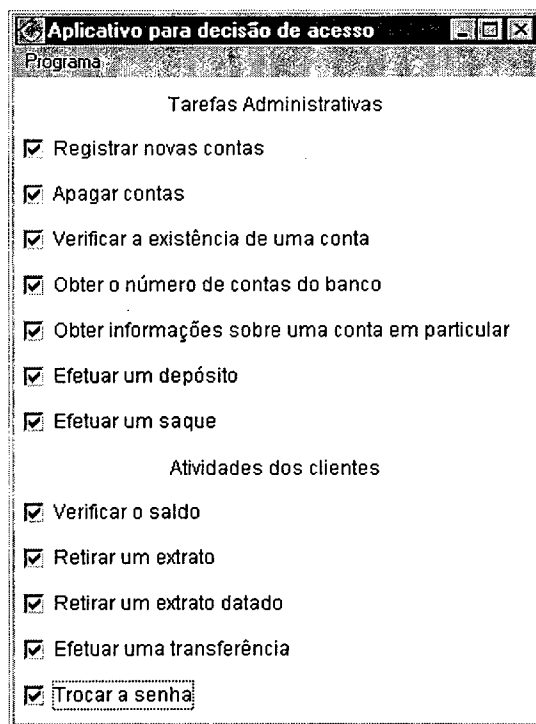 Aplicativo para decisão de acesso
Programa
Tarefas Administrativas
Registrar novas contas
Apagar contas
Verificar a existência de uma conta
Obter o número de contas do banco
Obter informações sobre uma conta em particular
Efetuar um depósito
Efetuar um saque
Atividades dos clientes
Verificar o saldo
Retirar um extrato
Retirar um extrato datado
Efetuar uma transferência
Trocar a senha